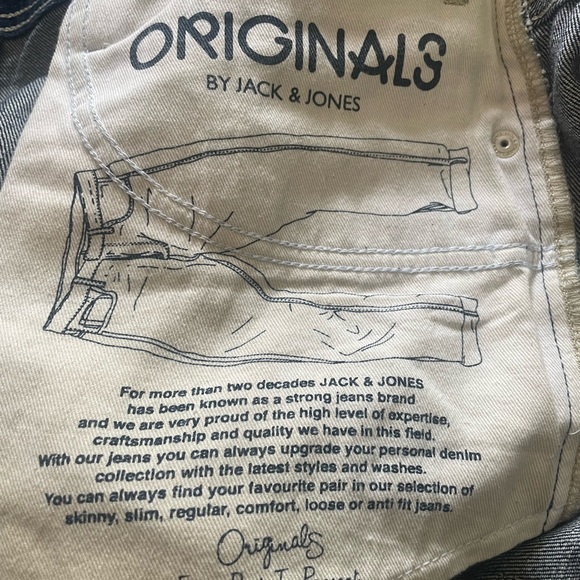 ORIGINALS
BY JACK & JONES
For more than two decades JACK & JONES
has been known as a strong jeans brand
and we are very proud of the high level of expertise,
craftsmanship and quality we have in this field.
With our jeans you can always upgrade your personal denim
collection with the latest styles and washes.
You can always find your favourite pair in our selection of
skinny, slim, regular, comfort, loose or anti fit jeans.
Originals